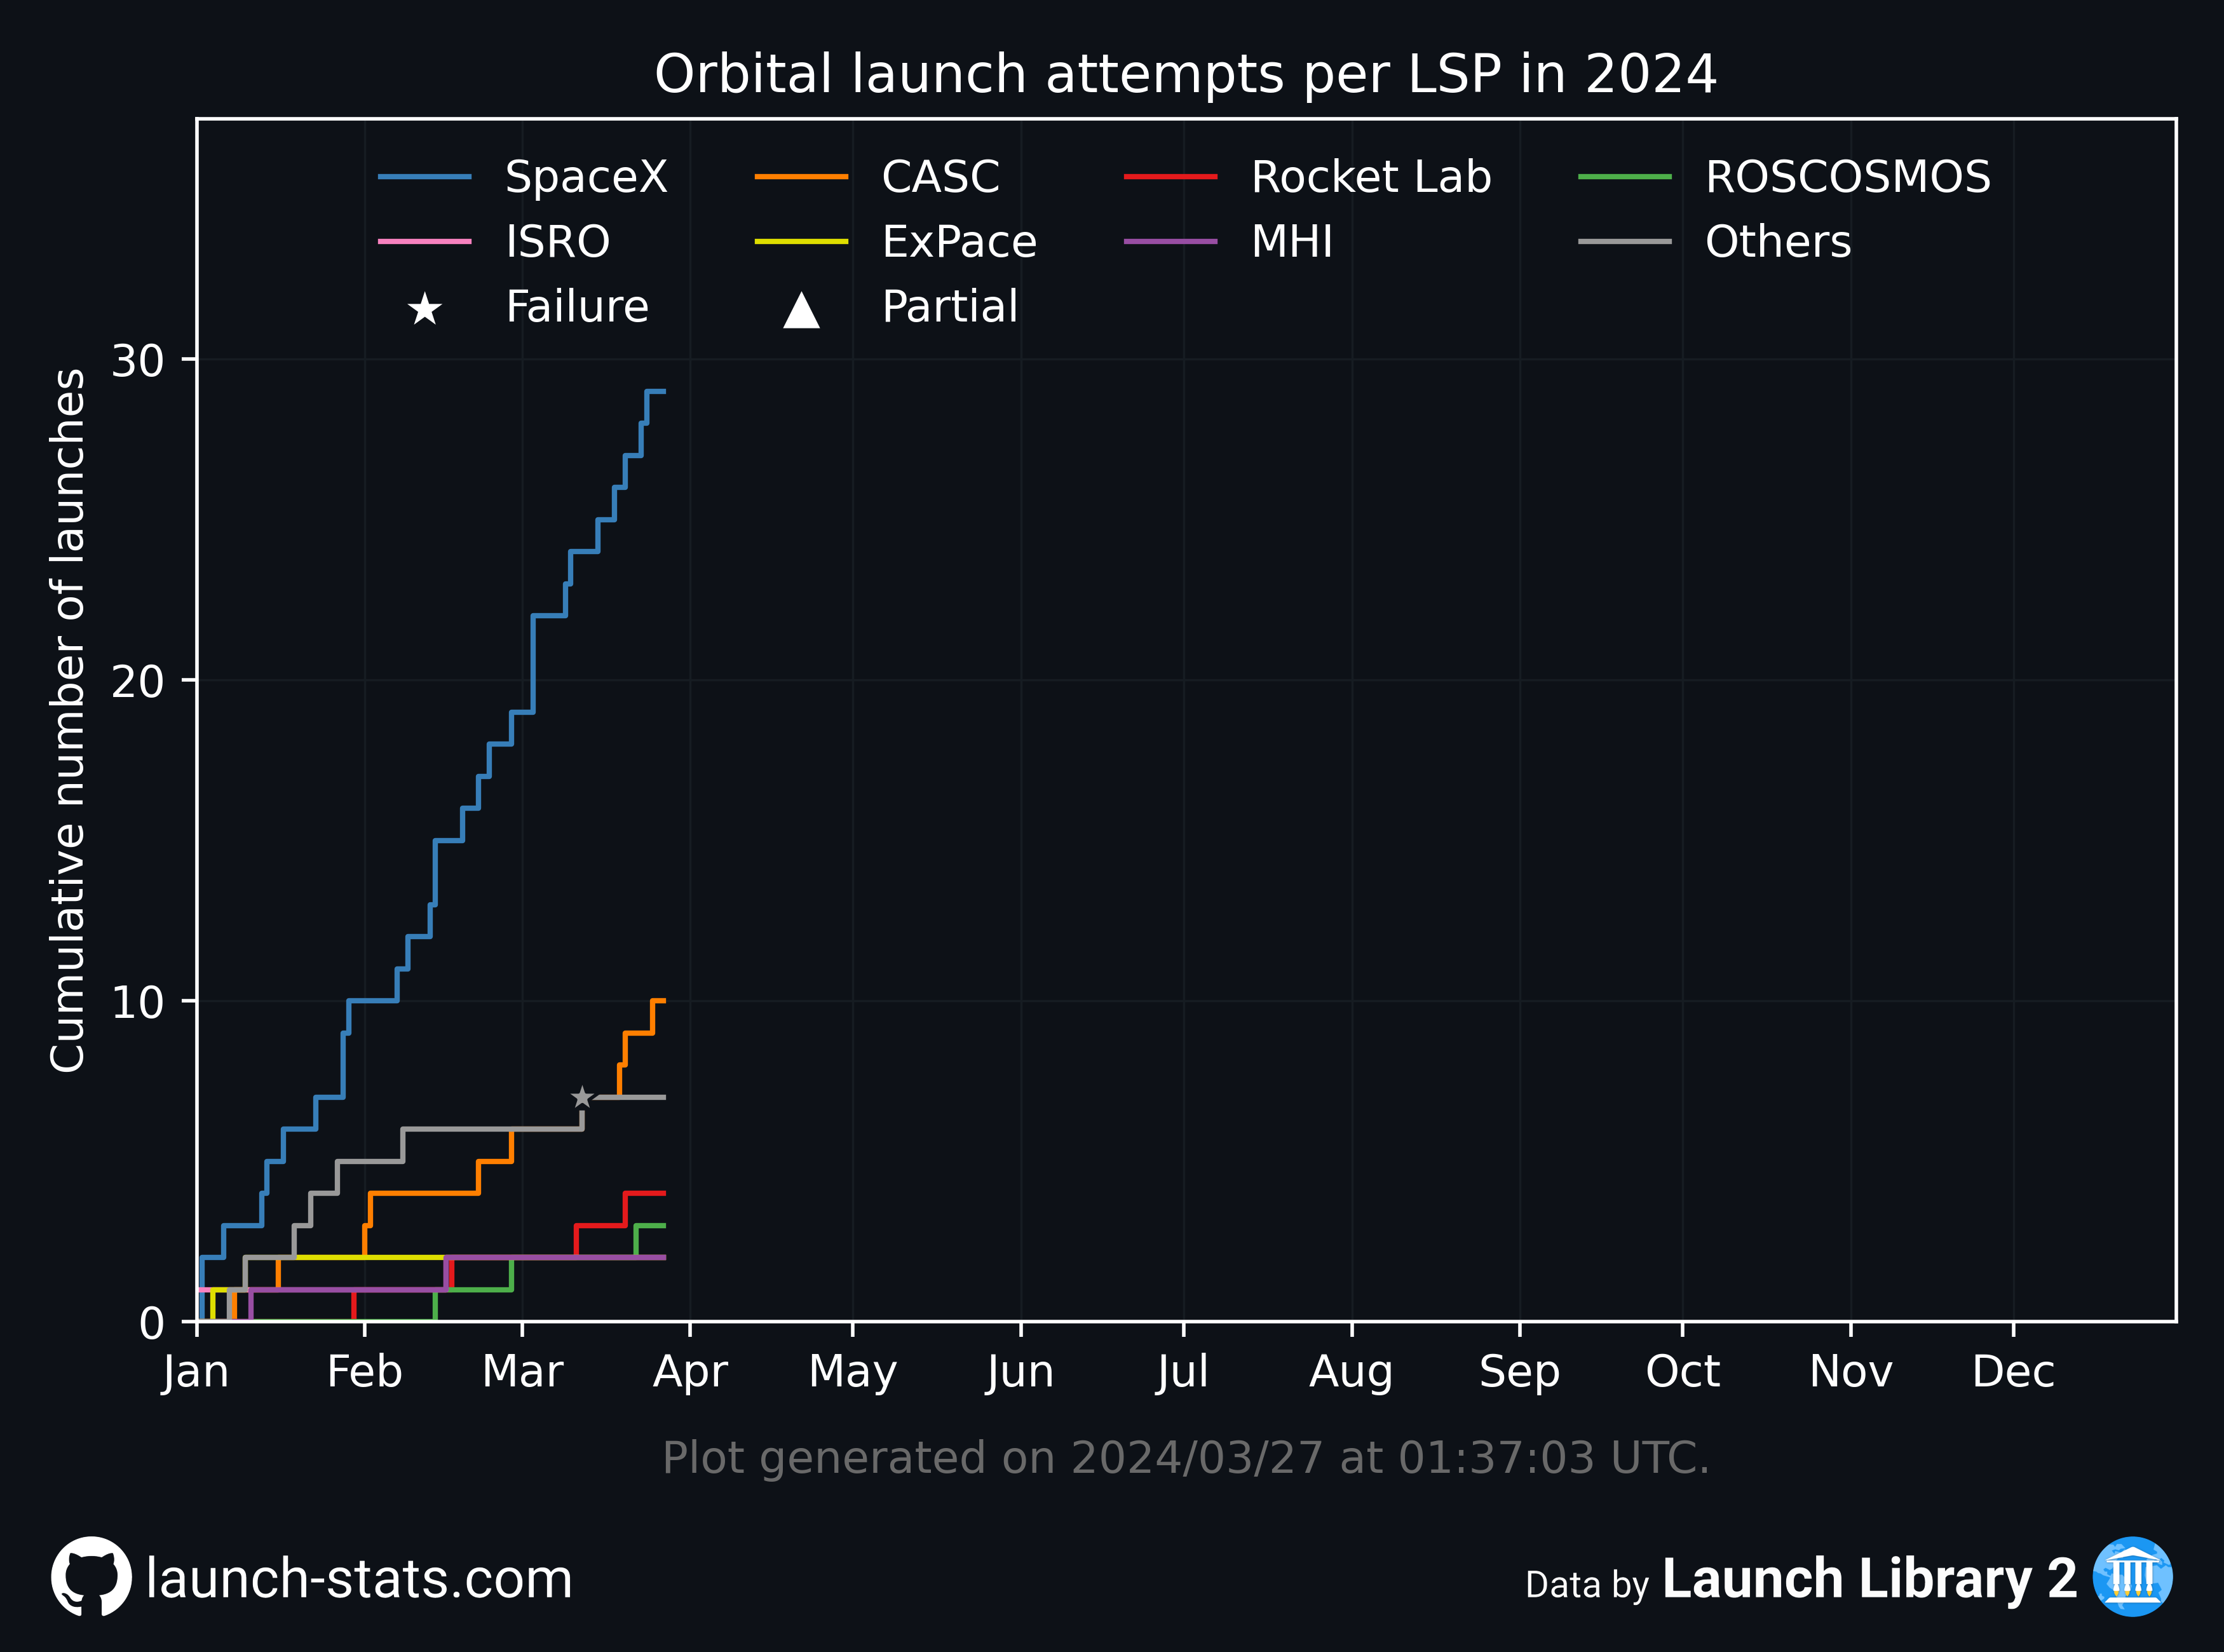 Orbital launch attempts per LSP in 2024
SpaceX CASC Rocket Lab ROSCOSMOS
ISRO ExPace MHI Others
Failure Partial
Cumulative number of launches
30
20
10
0
Jan Feb Mar Apr May Jun Jul Aug Sep Oct Nov Dec
Plot generated on 2024/03/27 at 01:37:03 UTC.
launch-stats.com
Data by Launch Library 2